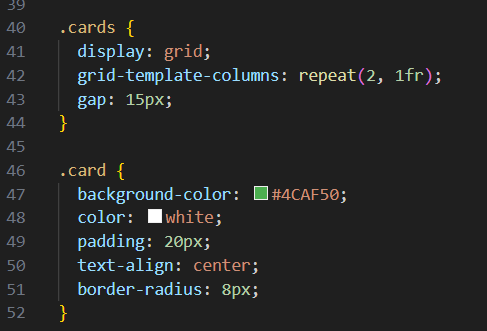 39
40 .cards {
41   display: grid;
42   grid-template-columns: repeat(2, 1fr);
43   gap: 15px;
44 }
45
46 .card {
47   background-color: #4CAF50;
48   color: white;
49   padding: 20px;
50   text-align: center;
51   border-radius: 8px;
52 }